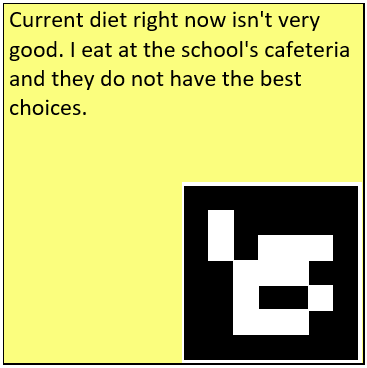 Current diet right now isn't very
good. I eat at the school's cafeteria
and they do not have the best
choices.